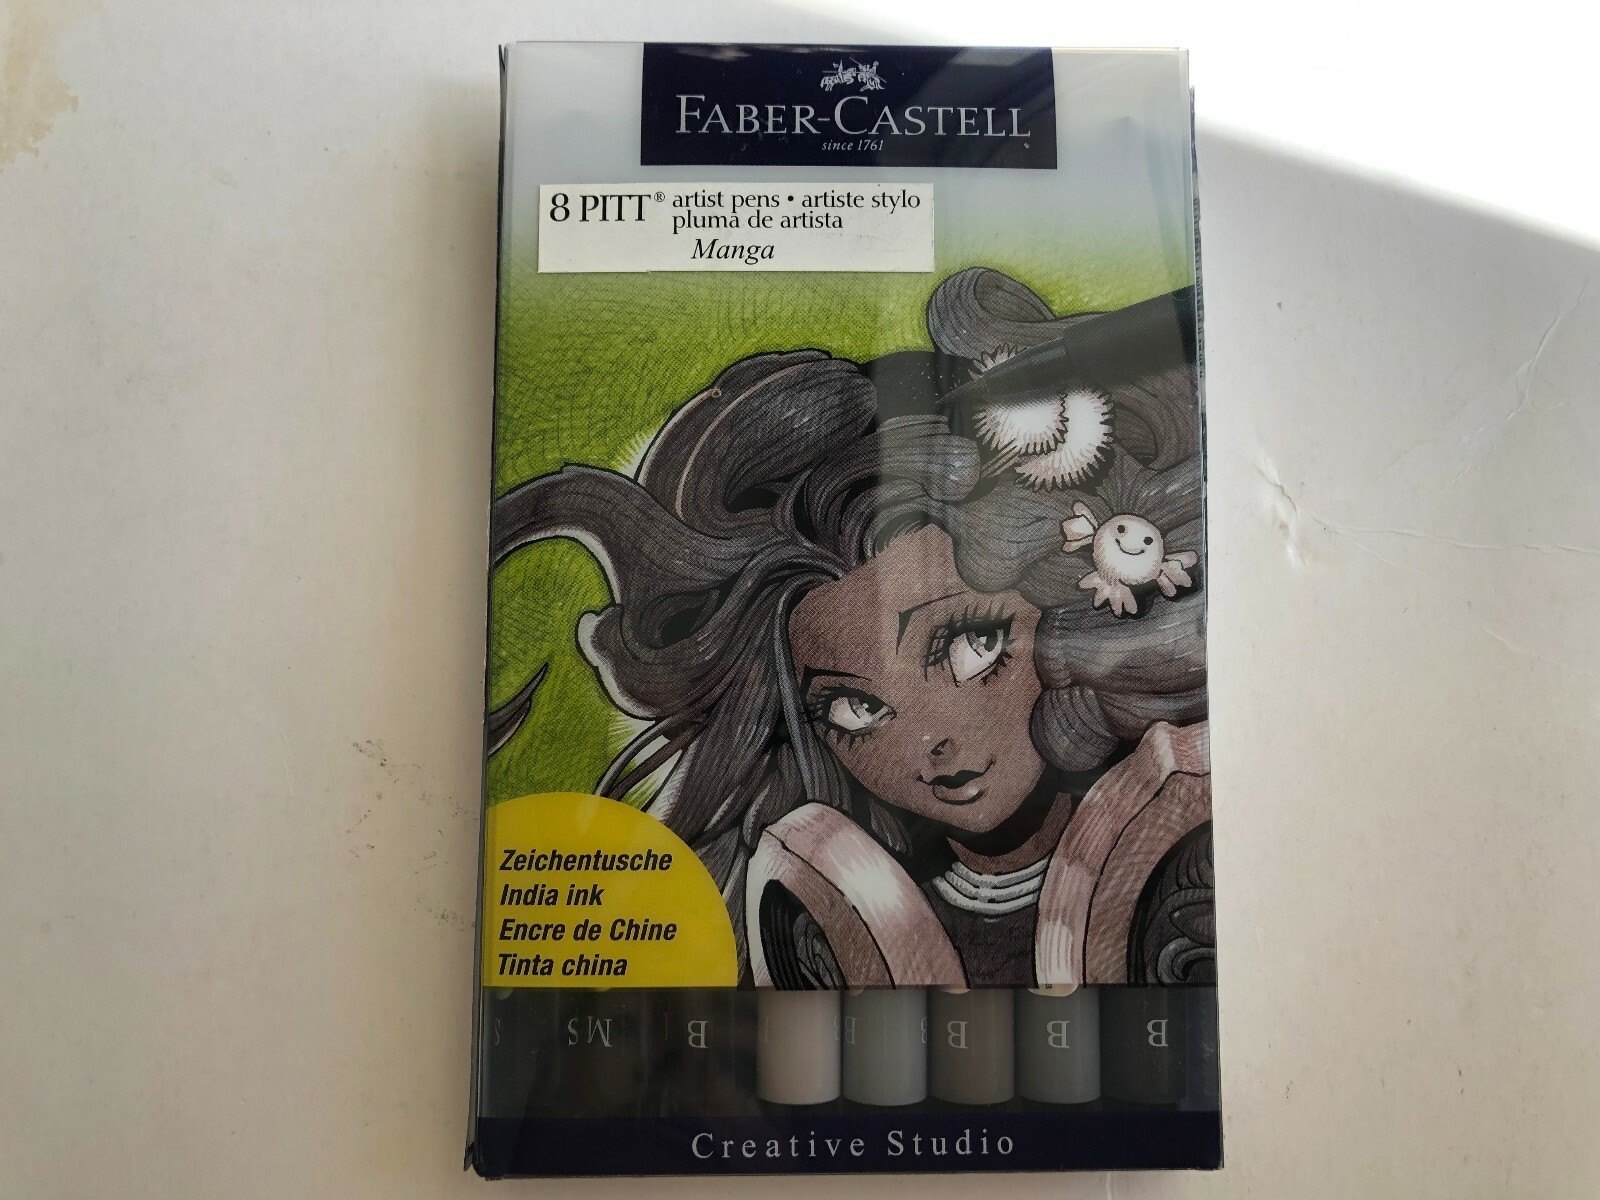 FABER-CASTELL
since 1761
8 PITT® artist pens • artiste stylo
pluma de artista
Manga
Zeichentusche
India ink
Encre de Chine
Tinta china
S MS B B B B B B
Creative Studio